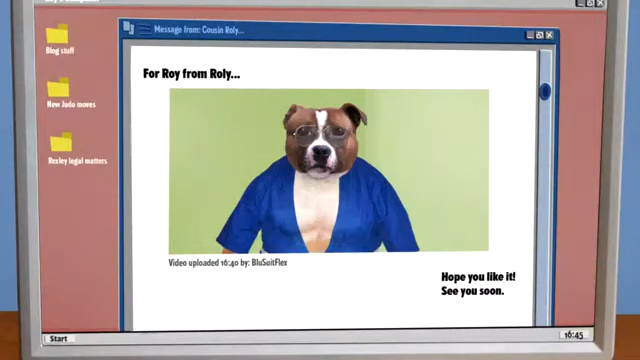 Message from: Cousin Roly...
Blog stuff
For Roy from Roly...
New Judo moves
Rexley legal matters
Video uploaded 16:40 by: BluSuitFlex
Hope you like it!
See you soon.
Start
16:45